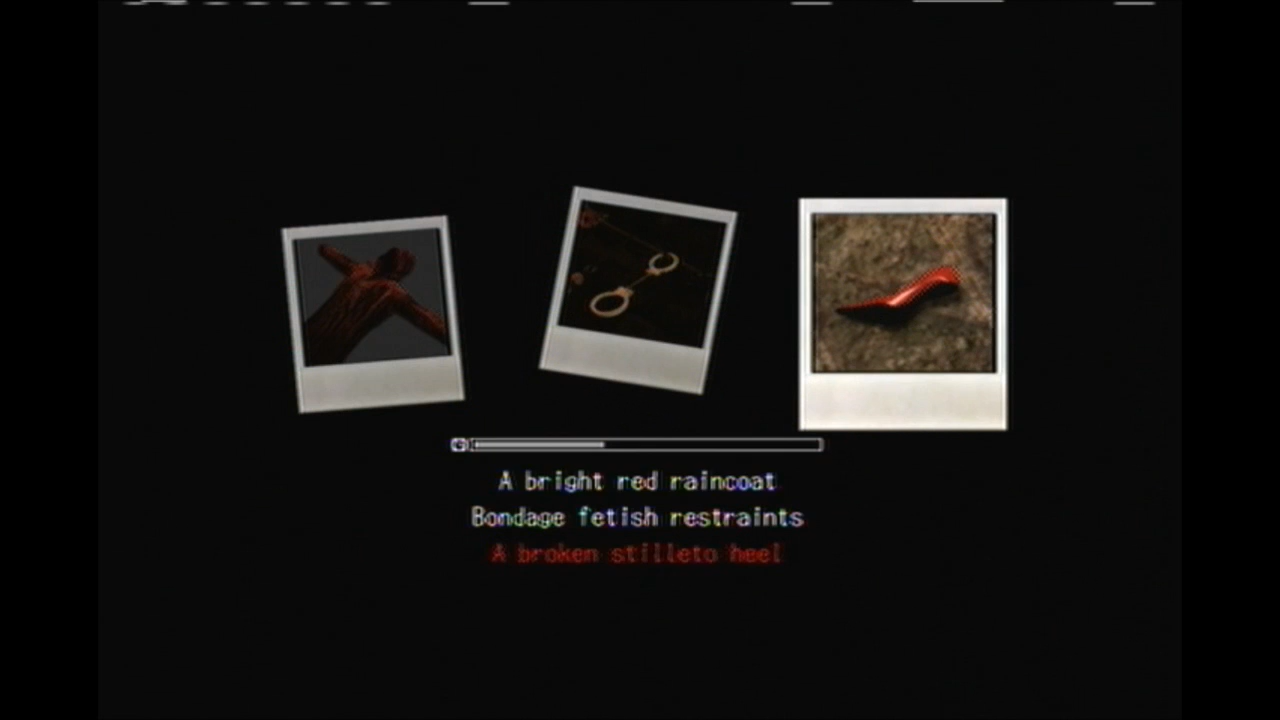 A bright red raincoat
Bondage fetish restraints
A broken stilleto heel